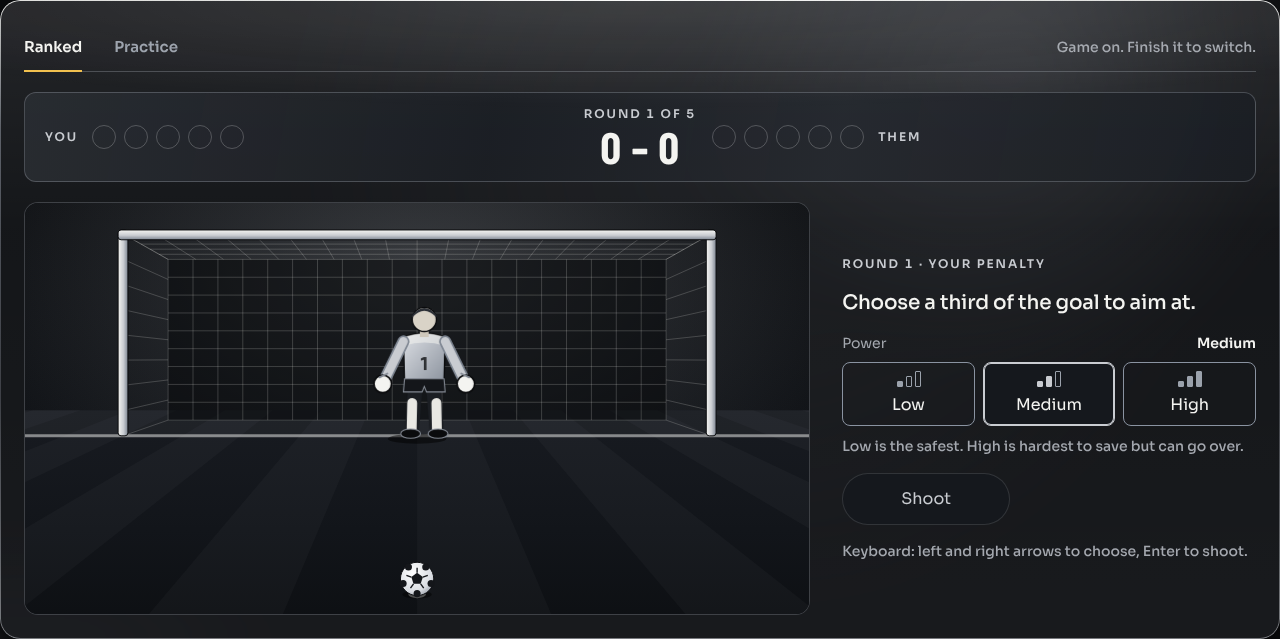 Ranked
Practice
Game on. Finish it to switch.
YOU
ROUND 1 OF 5
0 – 0
THEM
1
ROUND 1 · YOUR PENALTY
Choose a third of the goal to aim at.
Power
Medium
Low
Medium
High
Low is the safest. High is hardest to save but can go over.
Shoot
Keyboard: left and right arrows to choose, Enter to shoot.